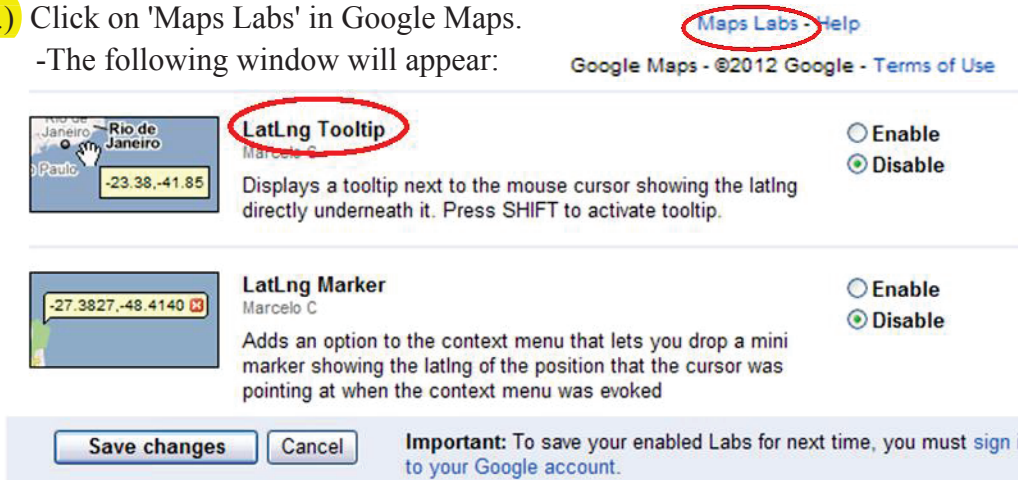 .) Click on 'Maps Labs' in Google Maps.
Maps Labs - Help
-The following window will appear:
Google Maps - ©2012 Google - Terms of Use
Janeiro
Rio de
Janeiro
Paulo
-23.38,-41.85
LatLng Tooltip
Marcelo C
Displays a tooltip next to the mouse cursor showing the latlng
directly underneath it. Press SHIFT to activate tooltip.
Enable
Disable
-27.3827,-48.4140
LatLng Marker
Marcelo C
Adds an option to the context menu that lets you drop a mini
marker showing the latlng of the position that the cursor was
pointing at when the context menu was evoked
Enable
Disable
Save changes
Cancel
Important: To save your enabled Labs for next time, you must sign
to your Google account.